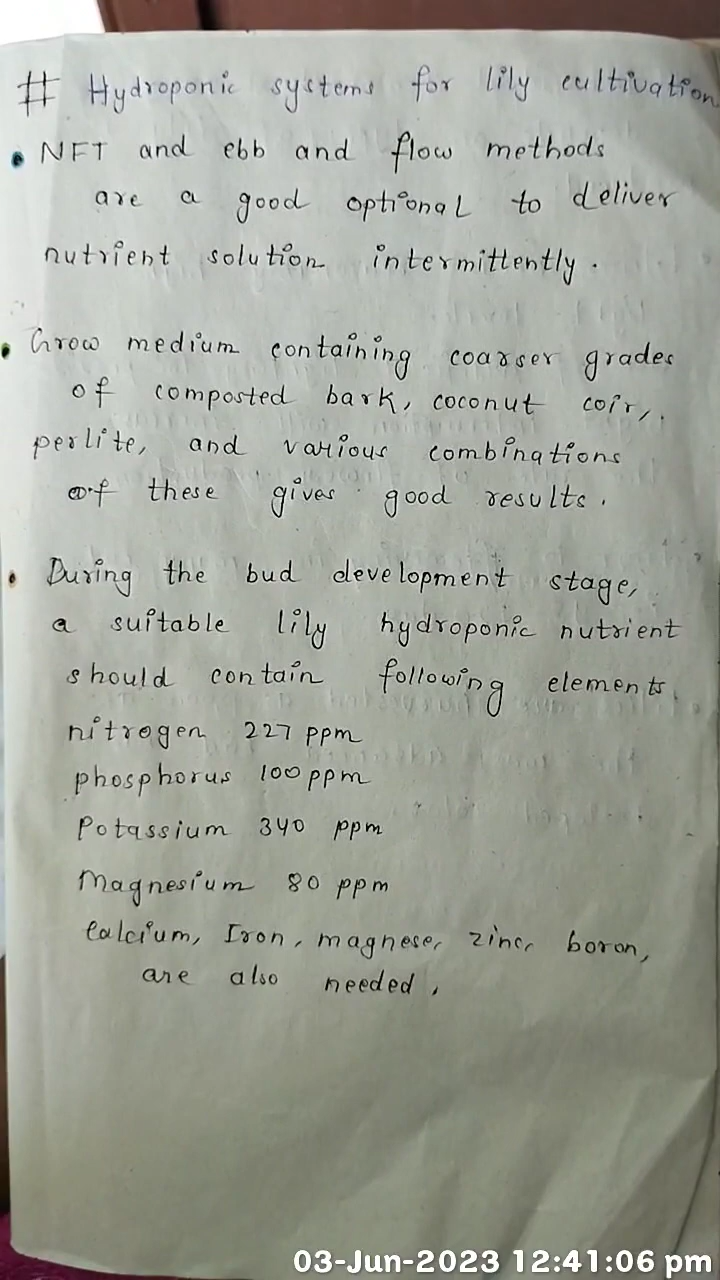 # Hydroponic systems for lily cultivation
• NFT and ebb and flow methods
are a good optional to deliver
nutrient solution intermittently.
• Grow medium containing coarser grades
of composted bark, coconut coir,.
perlite, and various combinations
of these gives good results.
• During the bud development stage,
a suitable lily hydroponic nutrient
should contain following elements.
nitrogen 227 ppm
phosphorus 100 ppm
Potassium 340 ppm
Magnesium 80 ppm
Calcium, Iron, magnese, zinc, boron,
are also needed,
03-Jun-2023 12:41:06 pm